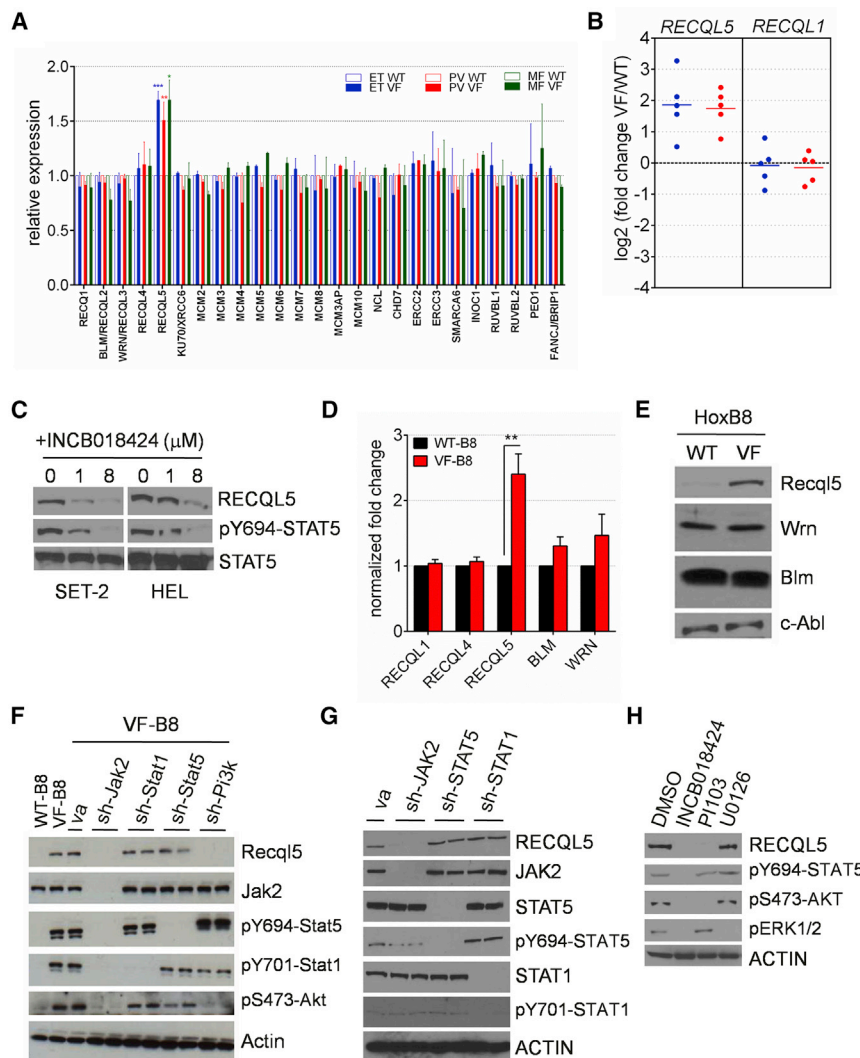 A
relative expression
2.0
1.5
1.0
0.5
0.0
*** ** *
ET WT PV WT MF WT
ET VF PV VF MF VF
RECQ1
BLM/RECQL2
WRN/RECQL3
RECQL4
RECQL5
KU70/XRCC6
MCM2
MCM3
MCM4
MCM5
MCM6
MCM7
MCM8
MCM3AP
MCM10
NCL
CHD7
ERCC2
ERCC3
SMARCA6
INOC1
RUVBL1
RUVBL2
PEO1
FANCJ/BRIP1
B
RECQL5 RECQL1
log2 (fold change VF/WT)
4
3
2
1
0
-1
-2
-3
-4
C
+INCB018424 (μM)
0 1 8 0 1 8
RECQL5
pY694-STAT5
STAT5
SET-2 HEL
D
normalized fold change
3
2
1
0
WT-B8
VF-B8
**
RECQL1
RECQL4
RECQL5
BLM
WRN
E
HoxB8
WT VF
Recql5
Wrn
Blm
c-Abl
F
VF-B8
WT-B8
VF-B8
va
sh-Jak2
sh-Stat1
sh-Stat5
sh-Pi3k
Recql5
Jak2
pY694-Stat5
pY701-Stat1
pS473-Akt
Actin
G
va
sh-JAK2
sh-STAT5
sh-STAT1
RECQL5
JAK2
STAT5
pY694-STAT5
STAT1
pY701-STAT1
ACTIN
H
DMSO
INCB018424
PI103
U0126
RECQL5
pY694-STAT5
pS473-AKT
pERK1/2
ACTIN